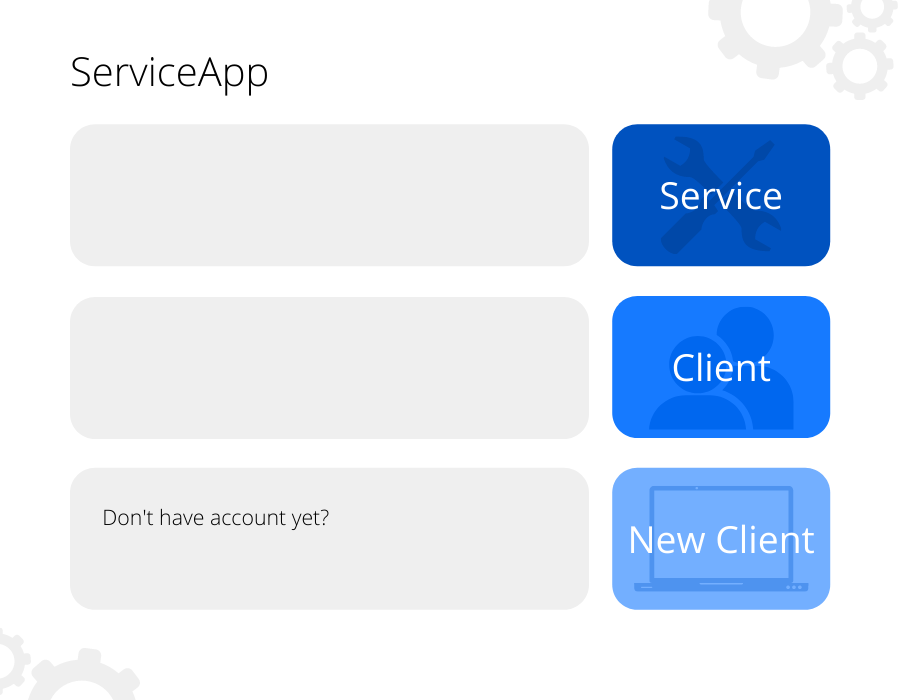 ServiceApp
Service
Client
Don't have account yet?
New Client